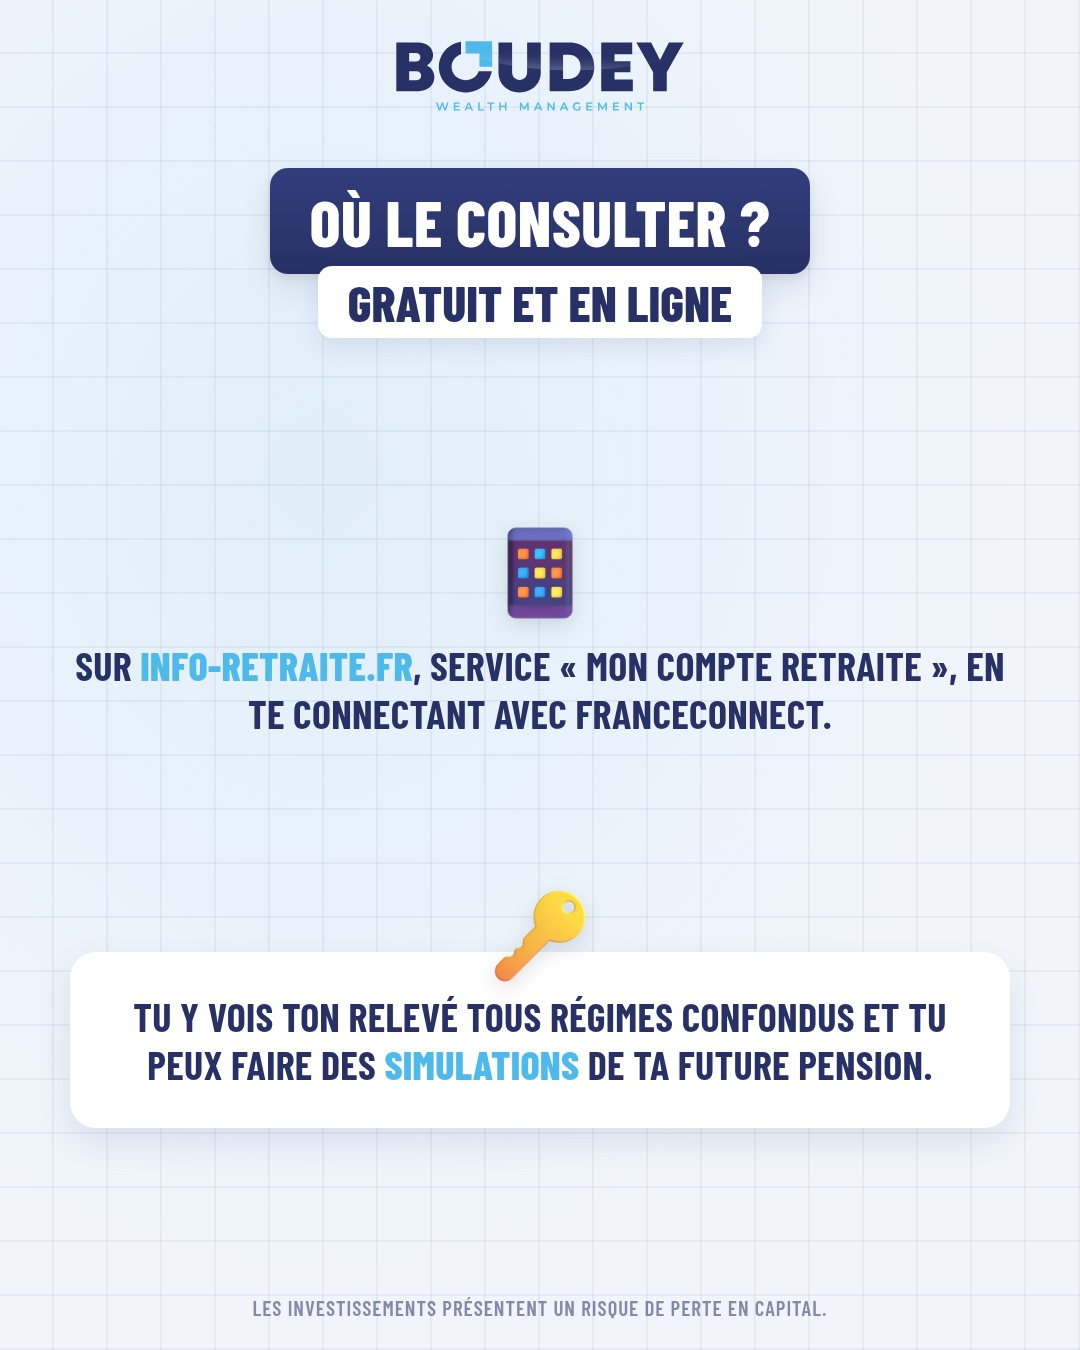 BOUDEY
WEALTH MANAGEMENT
OÙ LE CONSULTER ?
GRATUIT ET EN LIGNE
SUR INFO-RETRAITE.FR, SERVICE « MON COMPTE RETRAITE », EN
TE CONNECTANT AVEC FRANCECONNECT.
TU Y VOIS TON RELEVÉ TOUS RÉGIMES CONFONDUS ET TU
PEUX FAIRE DES SIMULATIONS DE TA FUTURE PENSION.
LES INVESTISSEMENTS PRÉSENTENT UN RISQUE DE PERTE EN CAPITAL.